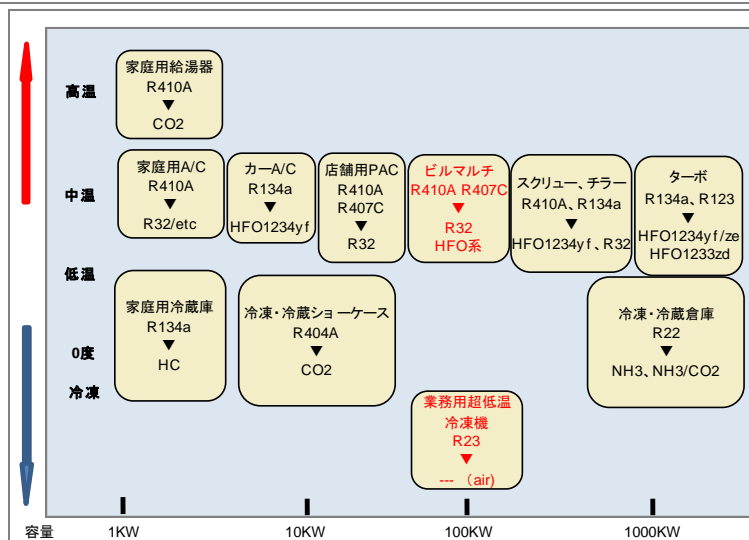 高温
家庭用給湯器
R410A
▼
CO2
中温
家庭用A/C
R410A
▼
R32/etc
カーA/C
R134a
▼
HFO1234yf
店舗用PAC
R410A
R407C
▼
R32
ビルマルチ
R410A R407C
▼
R32
HFO系
スクリュー、チラー
R410A、R134a
▼
HFO1234yf、R32
ターボ
R134a、R123
▼
HFO1234yf/ze
HFO1233zd
低温
0度
冷凍
家庭用冷蔵庫
R134a
▼
HC
冷凍・冷蔵ショーケース
R404A
▼
CO2
冷凍・冷蔵倉庫
R22
▼
NH3、NH3/CO2
業務用超低温
冷凍機
R23
▼
--- （air)
容量 1KW 10KW 100KW 1000KW